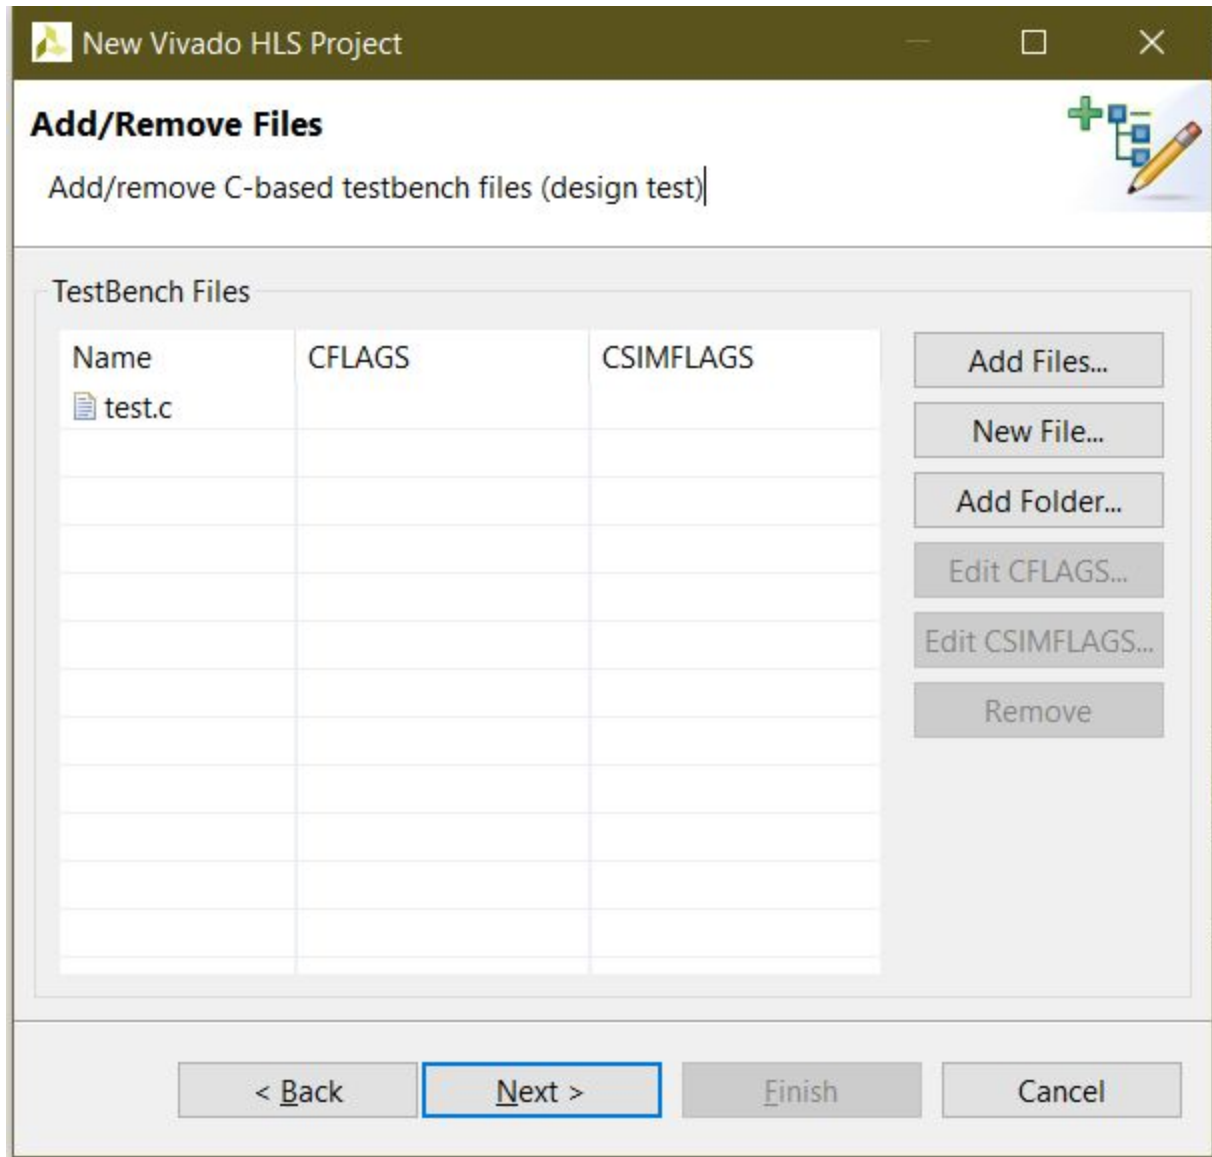 New Vivado HLS Project
Add/Remove Files
Add/remove C-based testbench files (design test)
TestBench Files
Name CFLAGS CSIMFLAGS
test.c
Add Files...
New File...
Add Folder...
Edit CFLAGS...
Edit CSIMFLAGS...
Remove
< Back Next > Finish Cancel